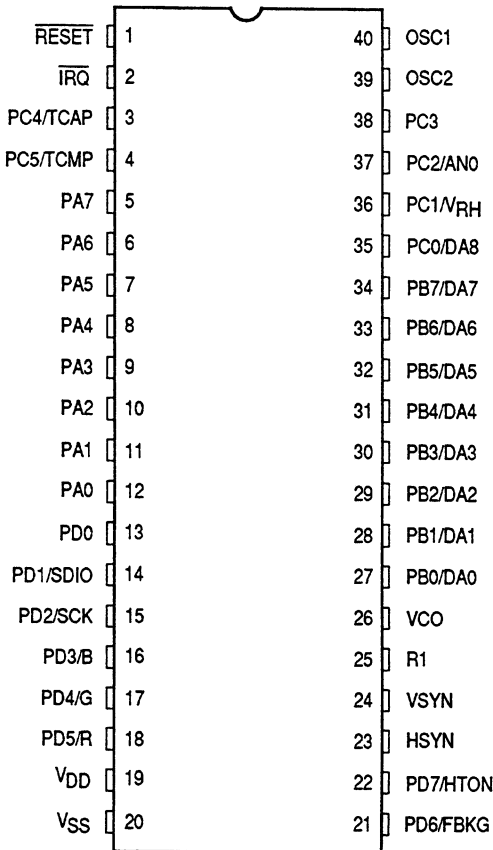 RESET 1 40 OSC1
IRQ 2 39 OSC2
PC4/TCAP 3 38 PC3
PC5/TCMP 4 37 PC2/AN0
PA7 5 36 PC1/VRH
PA6 6 35 PC0/DA8
PA5 7 34 PB7/DA7
PA4 8 33 PB6/DA6
PA3 9 32 PB5/DA5
PA2 10 31 PB4/DA4
PA1 11 30 PB3/DA3
PA0 12 29 PB2/DA2
PD0 13 28 PB1/DA1
PD1/SDIO 14 27 PB0/DA0
PD2/SCK 15 26 VCO
PD3/B 16 25 R1
PD4/G 17 24 VSYN
PD5/R 18 23 HSYN
VDD 19 22 PD7/HTON
VSS 20 21 PD6/FBKG